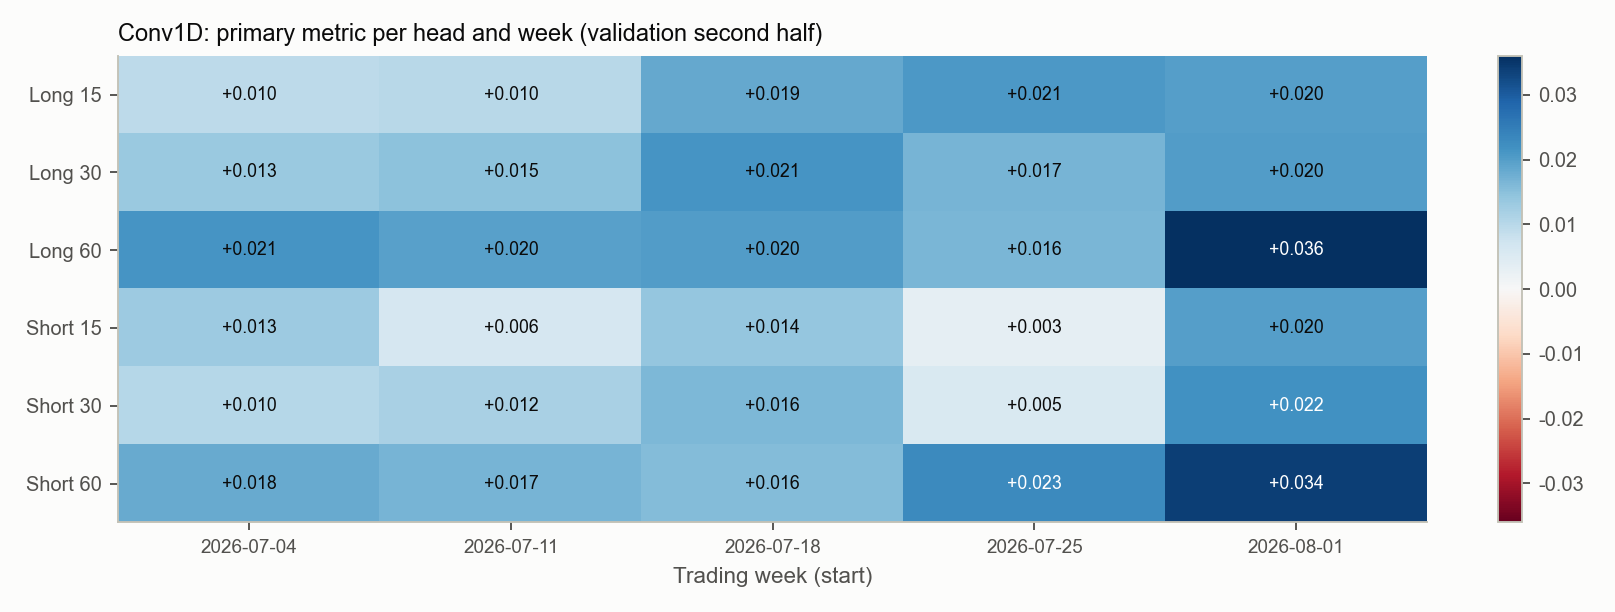 Conv1D: primary metric per head and week (validation second half)
Long 15 +0.010 +0.010 +0.019 +0.021 +0.020
Long 30 +0.013 +0.015 +0.021 +0.017 +0.020
Long 60 +0.021 +0.020 +0.020 +0.016 +0.036
Short 15 +0.013 +0.006 +0.014 +0.003 +0.020
Short 30 +0.010 +0.012 +0.016 +0.005 +0.022
Short 60 +0.018 +0.017 +0.016 +0.023 +0.034
2026-07-04 2026-07-11 2026-07-18 2026-07-25 2026-08-01
Trading week (start)
0.03
0.02
0.01
0.00
-0.01
-0.02
-0.03